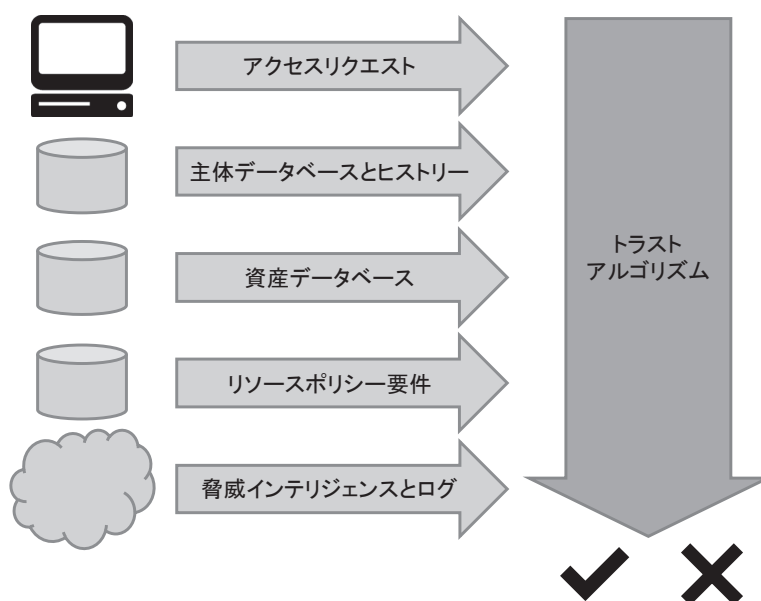 アクセスリクエスト
主体データベースとヒストリー
資産データベース
リソースポリシー要件
脅威インテリジェンスとログ
トラスト
アルゴリズム